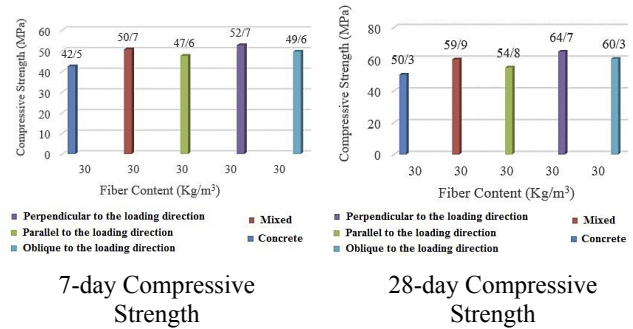 Compressive Strength (MPa)
60
50
40
30
20
10
0
42/5
50/7
47/6
52/7
49/6
30 30 30 30 30
Fiber Content (Kg/m³)
Perpendicular to the loading direction
Parallel to the loading direction
Oblique to the loading direction
Mixed
Concrete
7-day Compressive
Strength
Compressive Strength (MPa)
80
60
40
20
0
50/3
59/9
54/8
64/7
60/3
30 30 30 30 30
Fiber Content (Kg/m³)
Perpendicular to the loading direction
Parallel to the loading direction
Oblique to the loading direction
Mixed
Concrete
28-day Compressive
Strength